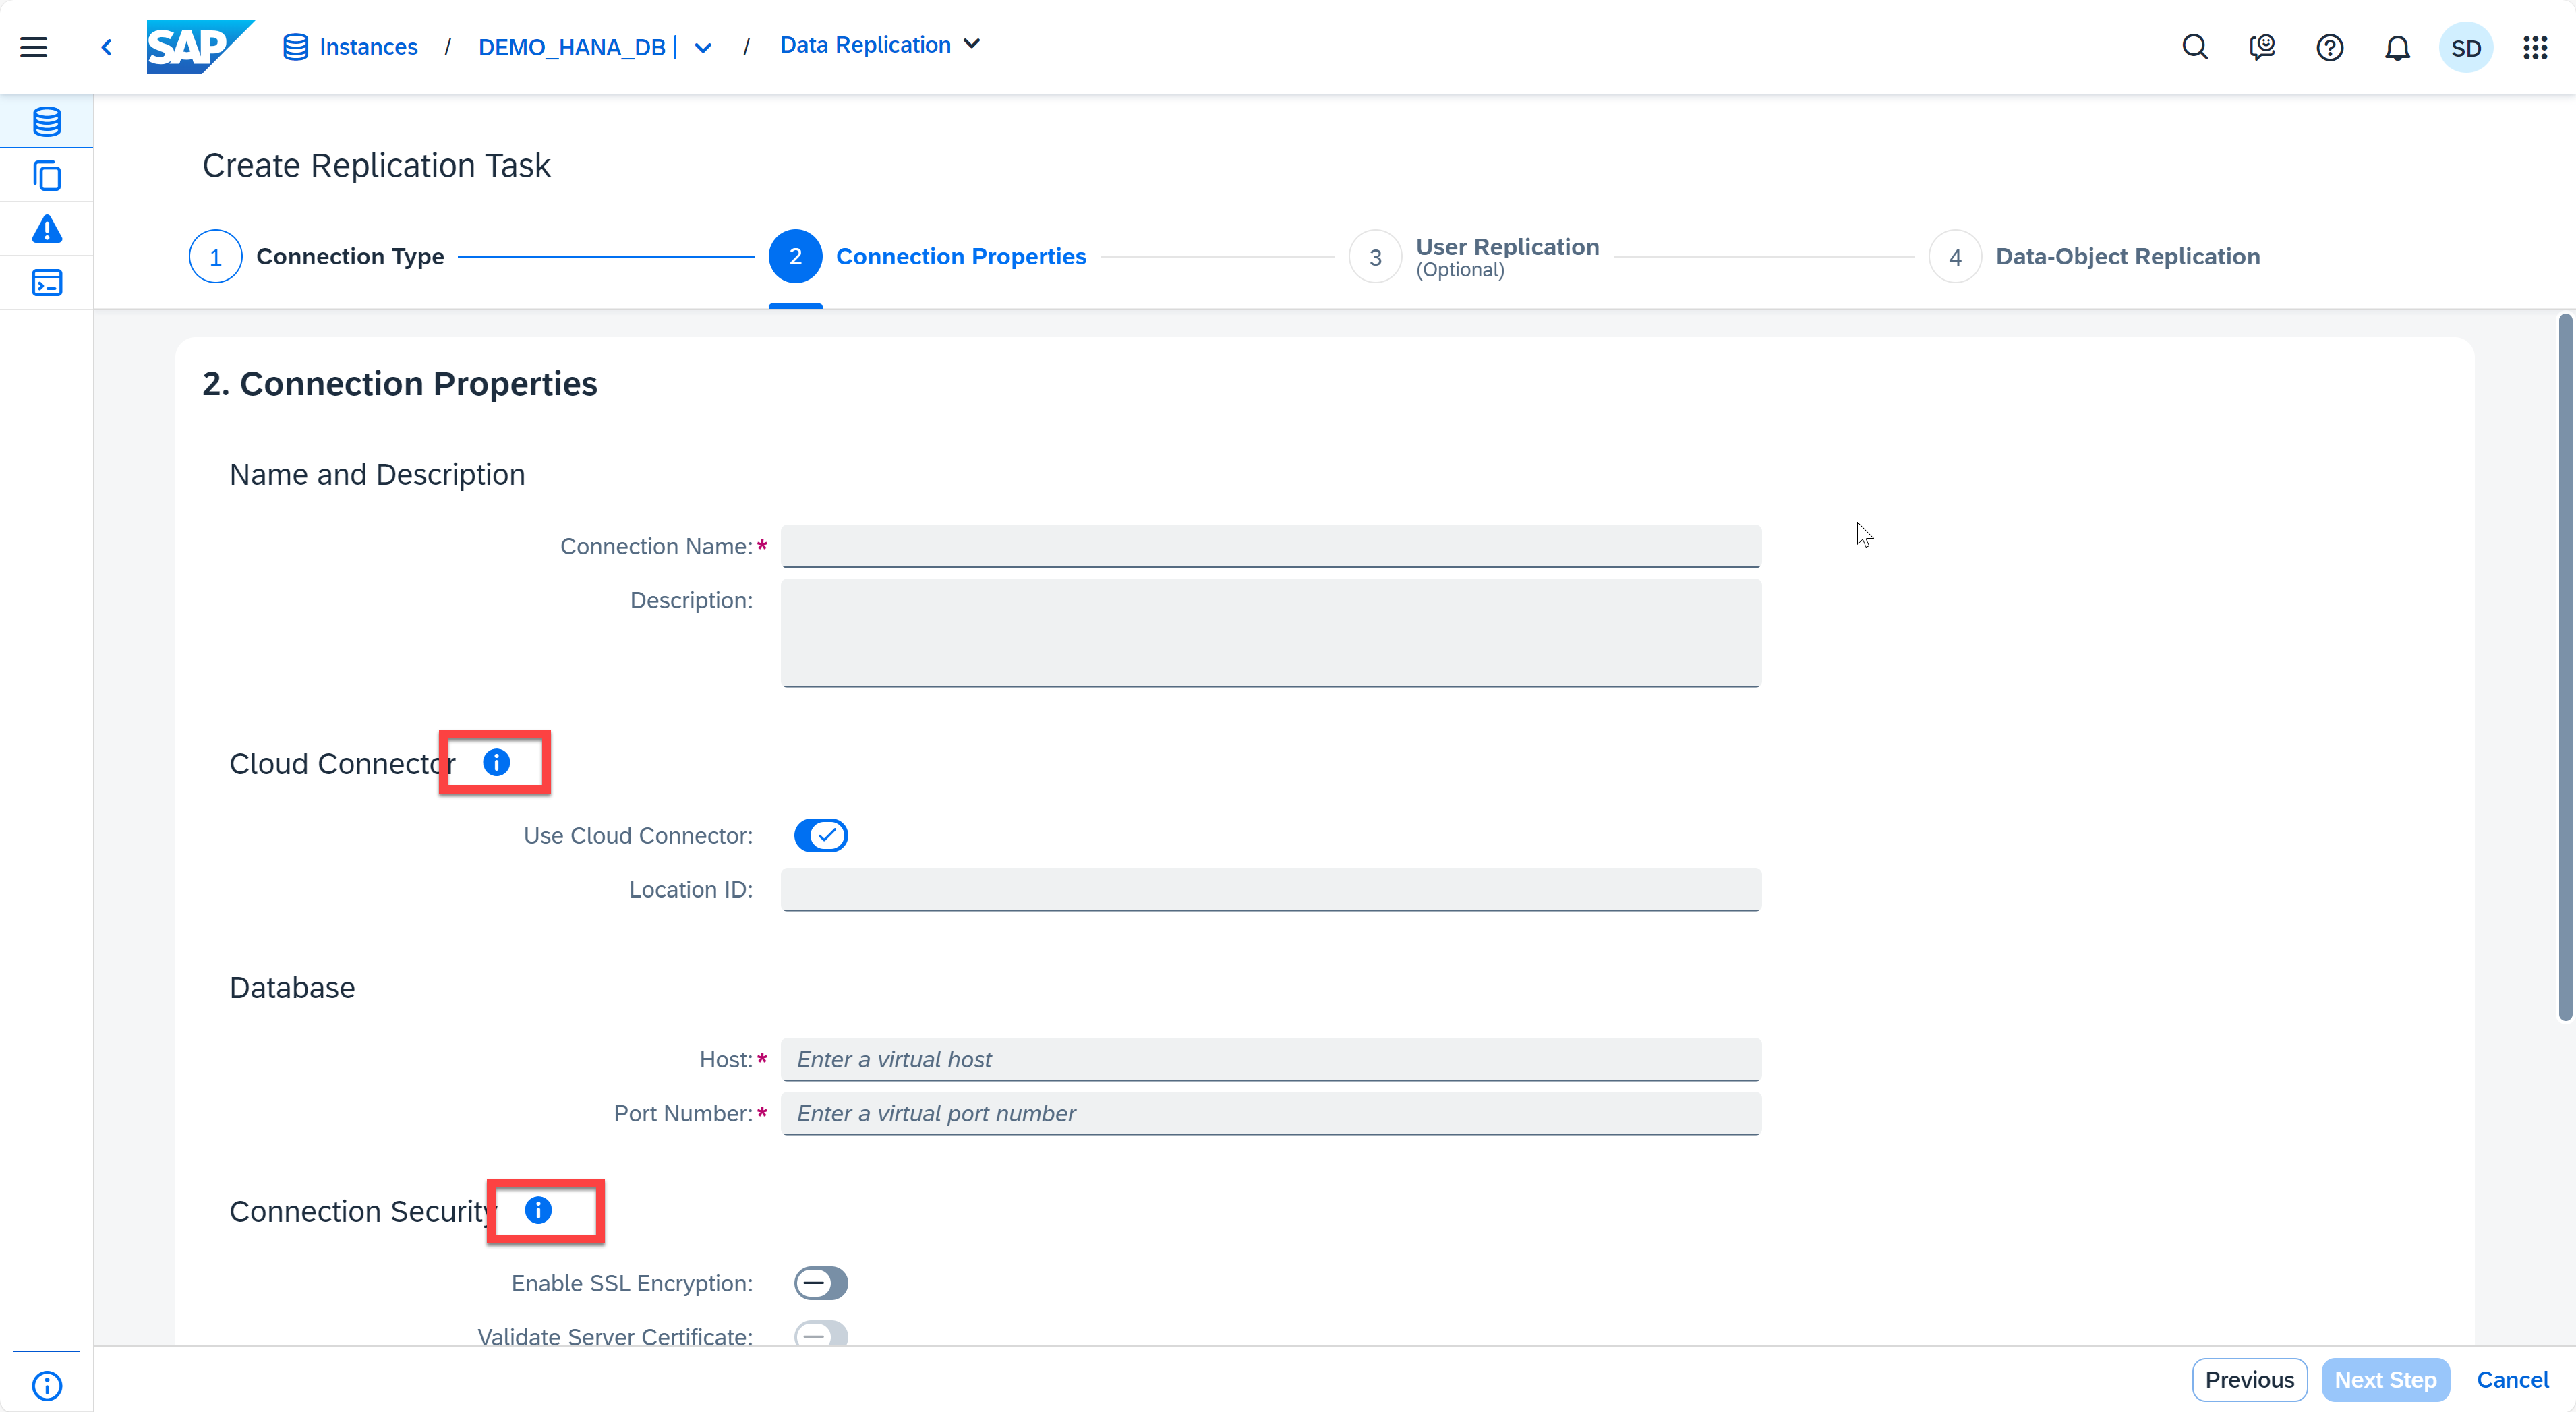 SAP Instances / DEMO_HANA_DB | / Data Replication SD
Create Replication Task
1 Connection Type 2 Connection Properties 3 User Replication (Optional) 4 Data-Object Replication
2. Connection Properties
Name and Description
Connection Name:*
Description:
Cloud Connector
Use Cloud Connector:
Location ID:
Database
Host:* Enter a virtual host
Port Number:* Enter a virtual port number
Connection Security
Enable SSL Encryption:
Validate Server Certificate:
Previous Next Step Cancel